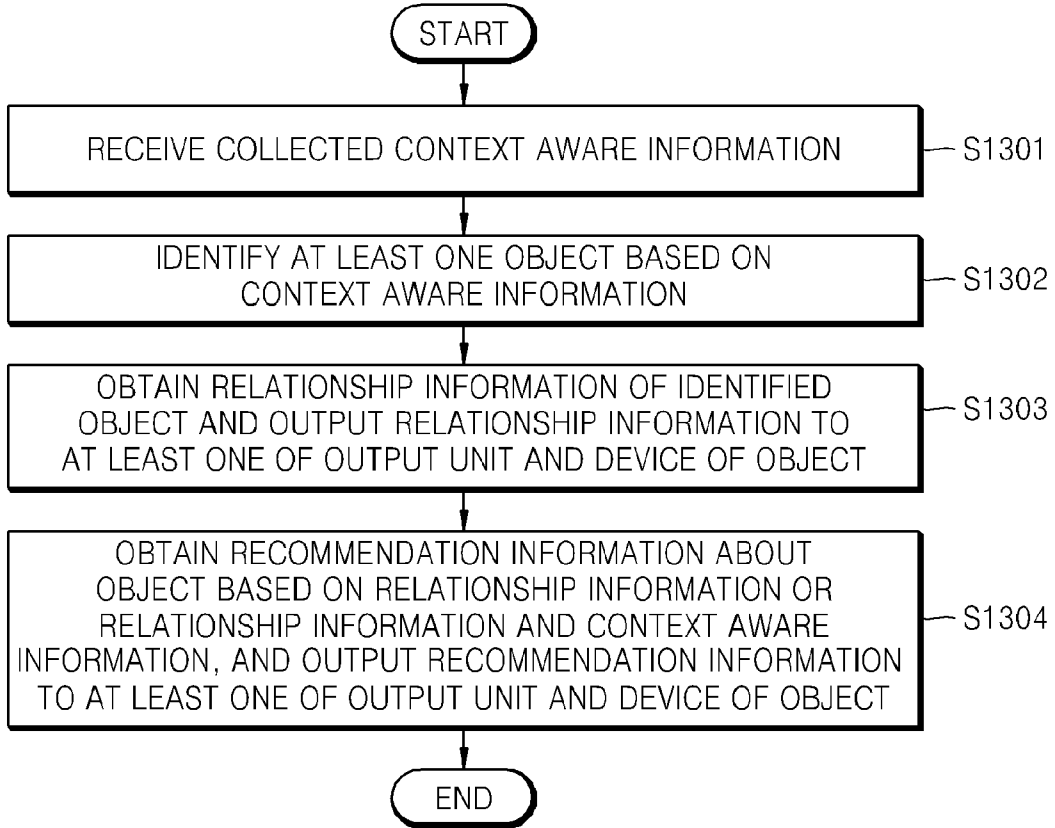 START
RECEIVE COLLECTED CONTEXT AWARE INFORMATION
S1301
IDENTIFY AT LEAST ONE OBJECT BASED ON
CONTEXT AWARE INFORMATION
S1302
OBTAIN RELATIONSHIP INFORMATION OF IDENTIFIED
OBJECT AND OUTPUT RELATIONSHIP INFORMATION TO
AT LEAST ONE OF OUTPUT UNIT AND DEVICE OF OBJECT
S1303
OBTAIN RECOMMENDATION INFORMATION ABOUT
OBJECT BASED ON RELATIONSHIP INFORMATION OR
RELATIONSHIP INFORMATION AND CONTEXT AWARE
INFORMATION, AND OUTPUT RECOMMENDATION INFORMATION
TO AT LEAST ONE OF OUTPUT UNIT AND DEVICE OF OBJECT
S1304
END